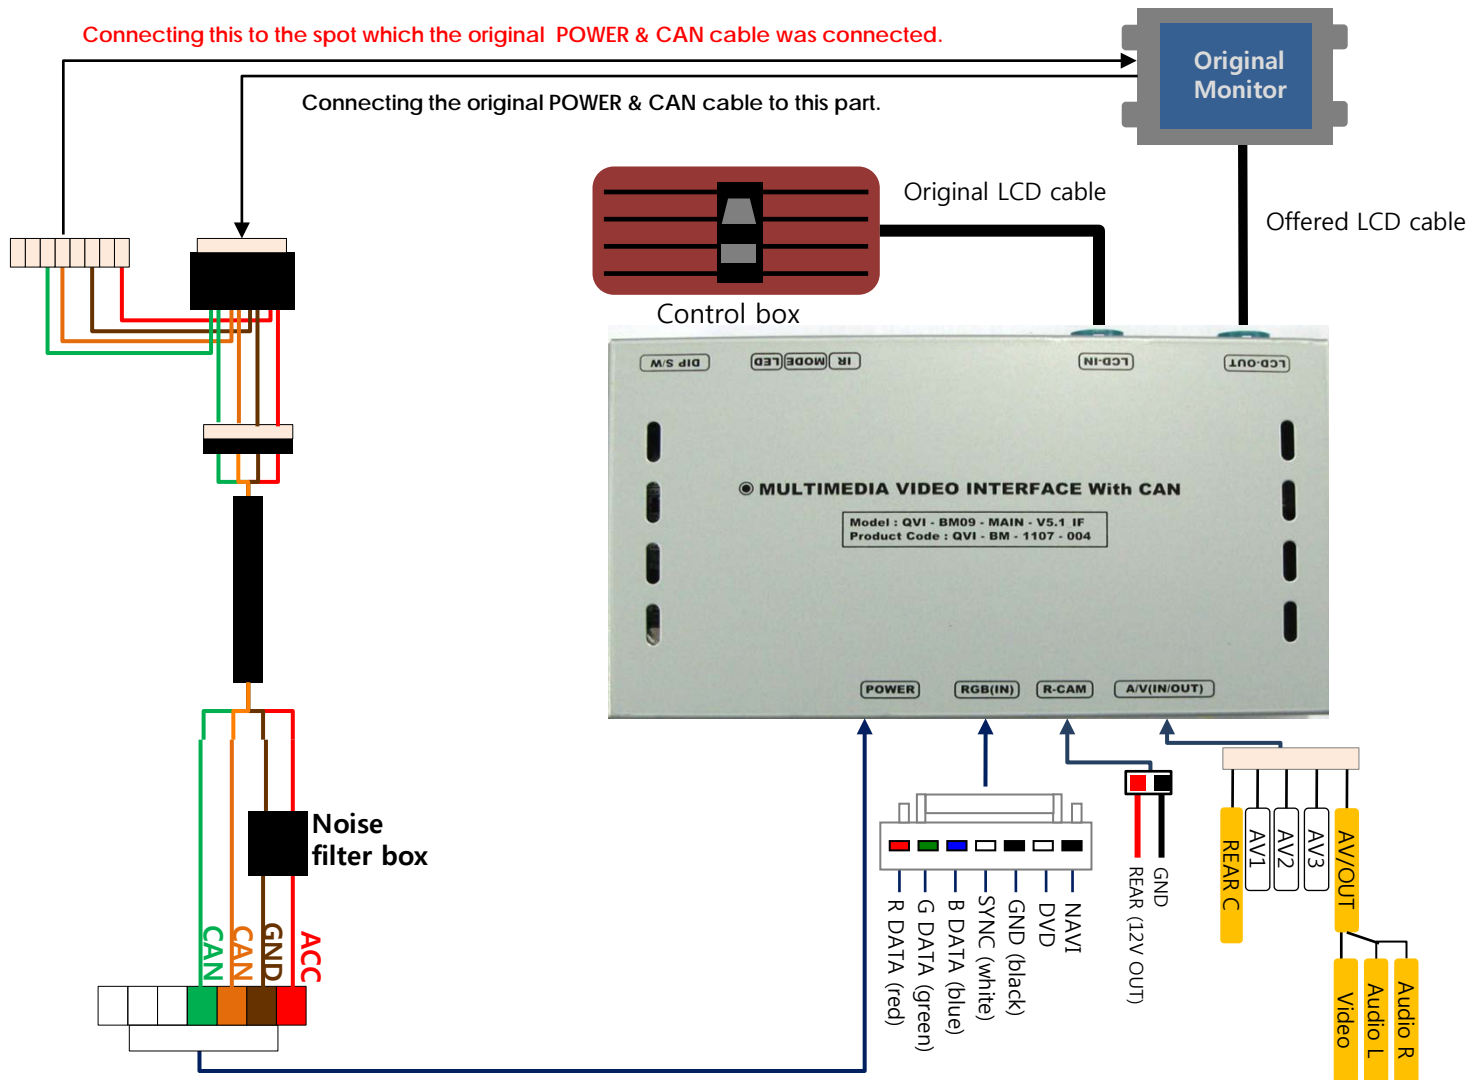 Connecting this to the spot which the original POWER & CAN cable was connected.
Connecting the original POWER & CAN cable to this part.
Original
Monitor
Original LCD cable
Offered LCD cable
Control box
DIP S/W
LED
MODE
IR
LCD-IN
LCD-OUT
MULTIMEDIA VIDEO INTERFACE With CAN
Model : QVI - BM09 - MAIN - V5.1 IF
Product Code : QVI - BM - 1107 - 004
POWER
RGB(IN)
R-CAM
A/V(IN/OUT)
Noise
filter box
CAN
CAN
GND
ACC
R DATA (red)
G DATA (green)
B DATA (blue)
SYNC (white)
GND (black)
DVD
NAVI
REAR (12V OUT)
GND
REAR C
AV1
AV2
AV3
AV/OUT
Video
Audio L
Audio R